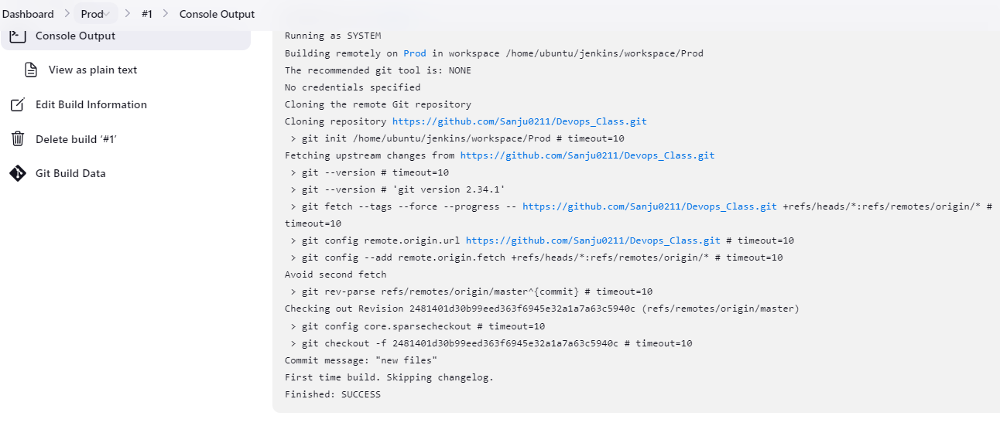 Dashboard > Prod > #1 > Console Output
Console Output
View as plain text
Edit Build Information
Delete build ‘#1’
Git Build Data
Running as SYSTEM
Building remotely on Prod in workspace /home/ubuntu/jenkins/workspace/Prod
The recommended git tool is: NONE
No credentials specified
Cloning the remote Git repository
Cloning repository https://github.com/Sanju0211/Devops_Class.git
> git init /home/ubuntu/jenkins/workspace/Prod # timeout=10
Fetching upstream changes from https://github.com/Sanju0211/Devops_Class.git
> git --version # timeout=10
> git --version # 'git version 2.34.1'
> git fetch --tags --force --progress -- https://github.com/Sanju0211/Devops_Class.git +refs/heads/*:refs/remotes/origin/* #
timeout=10
> git config remote.origin.url https://github.com/Sanju0211/Devops_Class.git # timeout=10
> git config --add remote.origin.fetch +refs/heads/*:refs/remotes/origin/* # timeout=10
Avoid second fetch
> git rev-parse refs/remotes/origin/master^{commit} # timeout=10
Checking out Revision 2481401d30b99eed363f6945e32a1a7a63c5940c (refs/remotes/origin/master)
> git config core.sparsecheckout # timeout=10
> git checkout -f 2481401d30b99eed363f6945e32a1a7a63c5940c # timeout=10
Commit message: "new files"
First time build. Skipping changelog.
Finished: SUCCESS